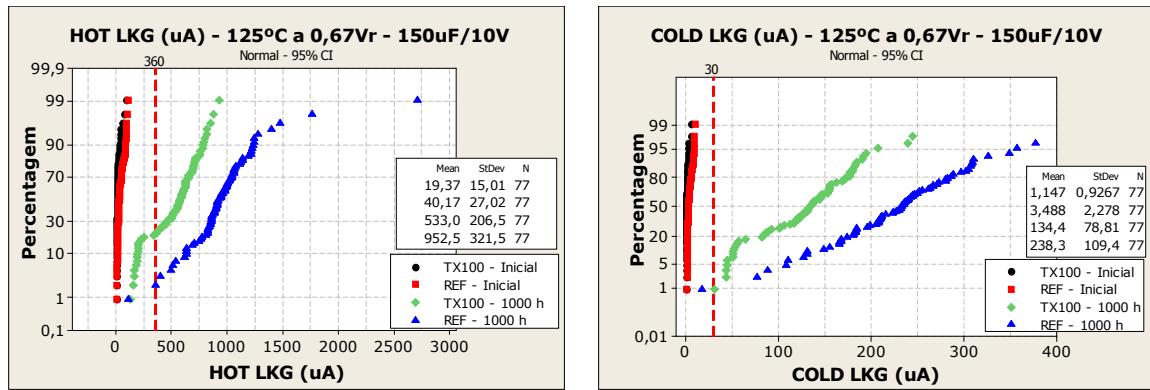 HOT LKG (uA) - 125ºC a 0,67Vr - 150uF/10V
Normal - 95% CI
360
99,9
99
90
70
30
10
1
0,1
Percentagem
0
500
1000
1500
2000
2500
3000
HOT LKG (uA)
Mean StDev N
19,37 15,01 77
40,17 27,02 77
533,0 206,5 77
952,5 321,5 77
TX100 - Inicial
REF - Inicial
TX100 - 1000 h
REF - 1000 h
COLD LKG (uA) - 125ºC a 0,67Vr - 150uF/10V
Normal - 95% CI
30
99
95
80
50
20
5
1
0,01
Percentagem
0
100
200
300
400
COLD LKG (uA)
Mean StDev N
1,147 0,9267 77
3,488 2,278 77
134,4 78,81 77
238,3 109,4 77
TX100 - Inicial
REF - Inicial
TX100 - 1000 h
REF - 1000 h